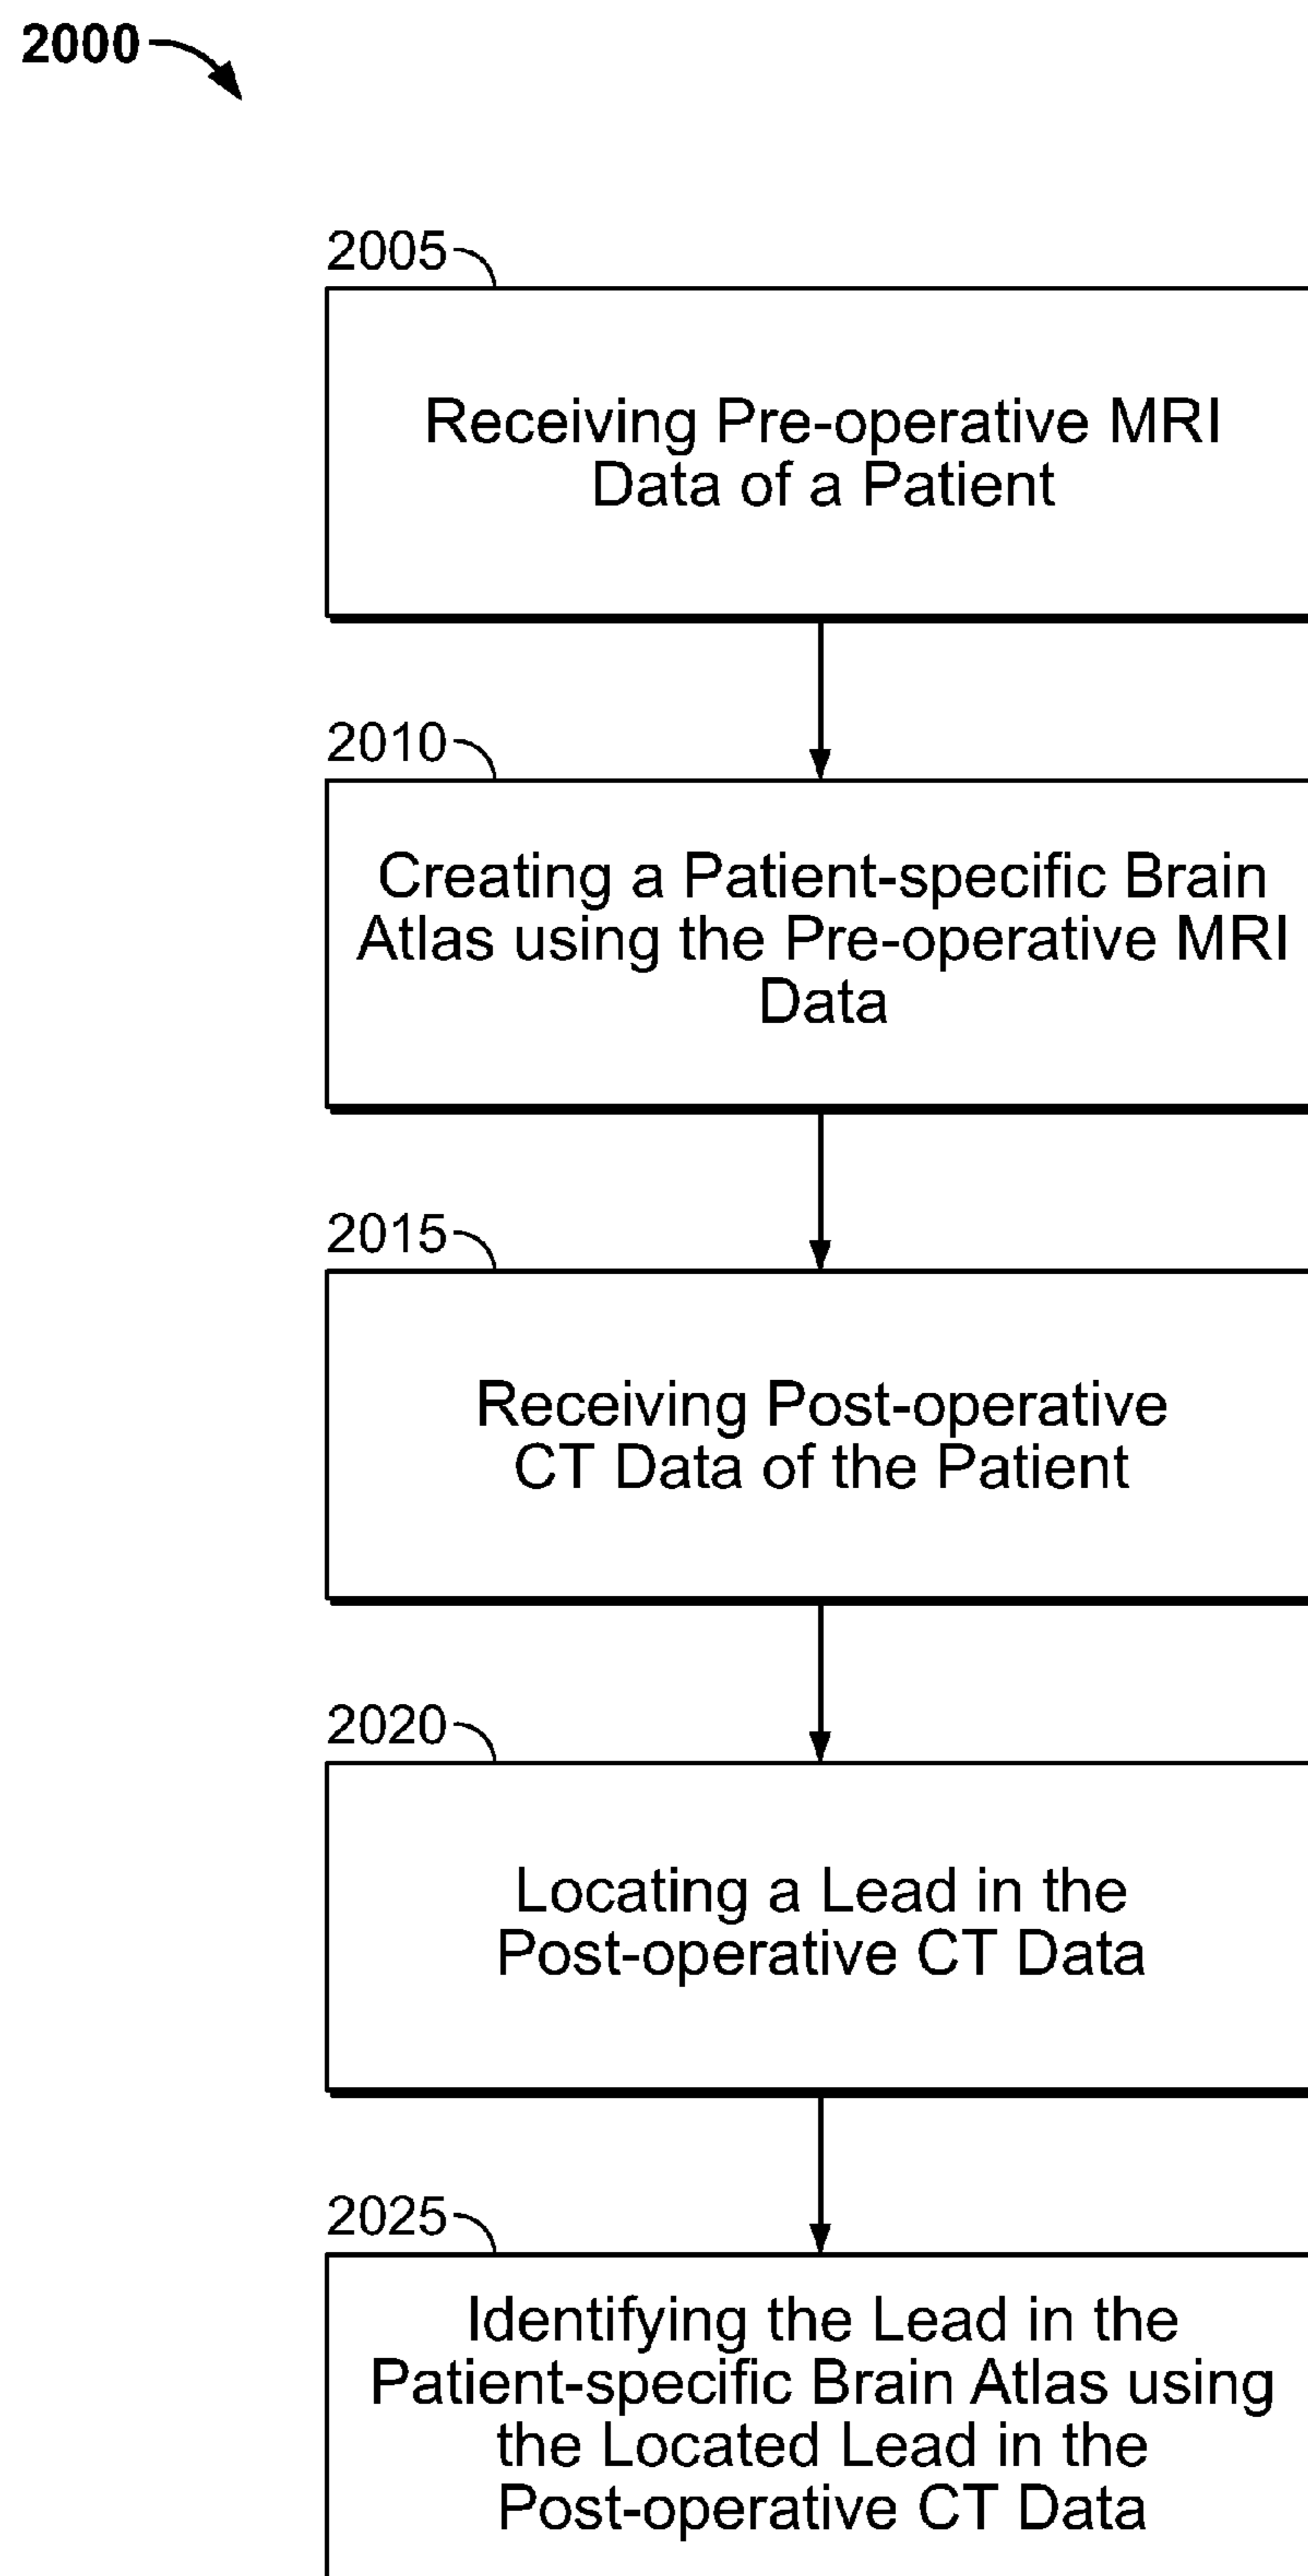 2000
2005
Receiving Pre-operative MRI
Data of a Patient
2010
Creating a Patient-specific Brain
Atlas using the Pre-operative MRI
Data
2015
Receiving Post-operative
CT Data of the Patient
2020
Locating a Lead in the
Post-operative CT Data
2025
Identifying the Lead in the
Patient-specific Brain Atlas using
the Located Lead in the
Post-operative CT Data